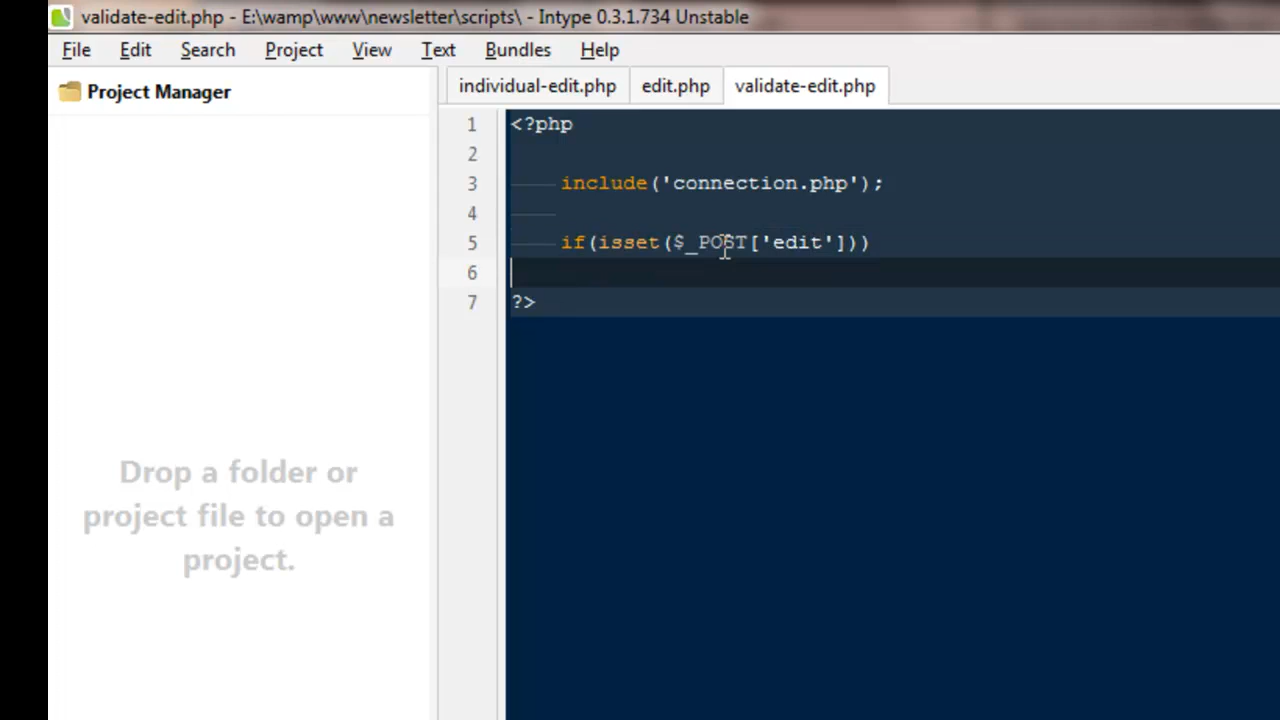 validate-edit.php - E:\wamp\www\newsletter\scripts\ - Intype 0.3.1.734 Unstable
File Edit Search Project View Text Bundles Help
Project Manager
individual-edit.php edit.php validate-edit.php
1 <?php
2
3 include('connection.php');
4
5 if(isset($_POST['edit']))
6
7 ?>
Drop a folder or
project file to open a
project.